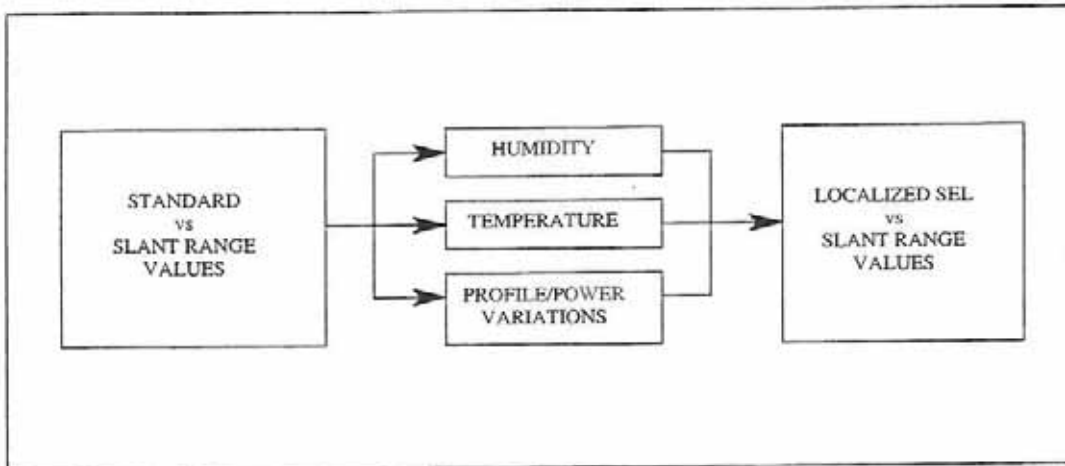 STANDARD
vs
SLANT RANGE
VALUES
HUMIDITY
TEMPERATURE
PROFILE/POWER
VARIATIONS
LOCALIZED SEL
vs
SLANT RANGE
VALUES